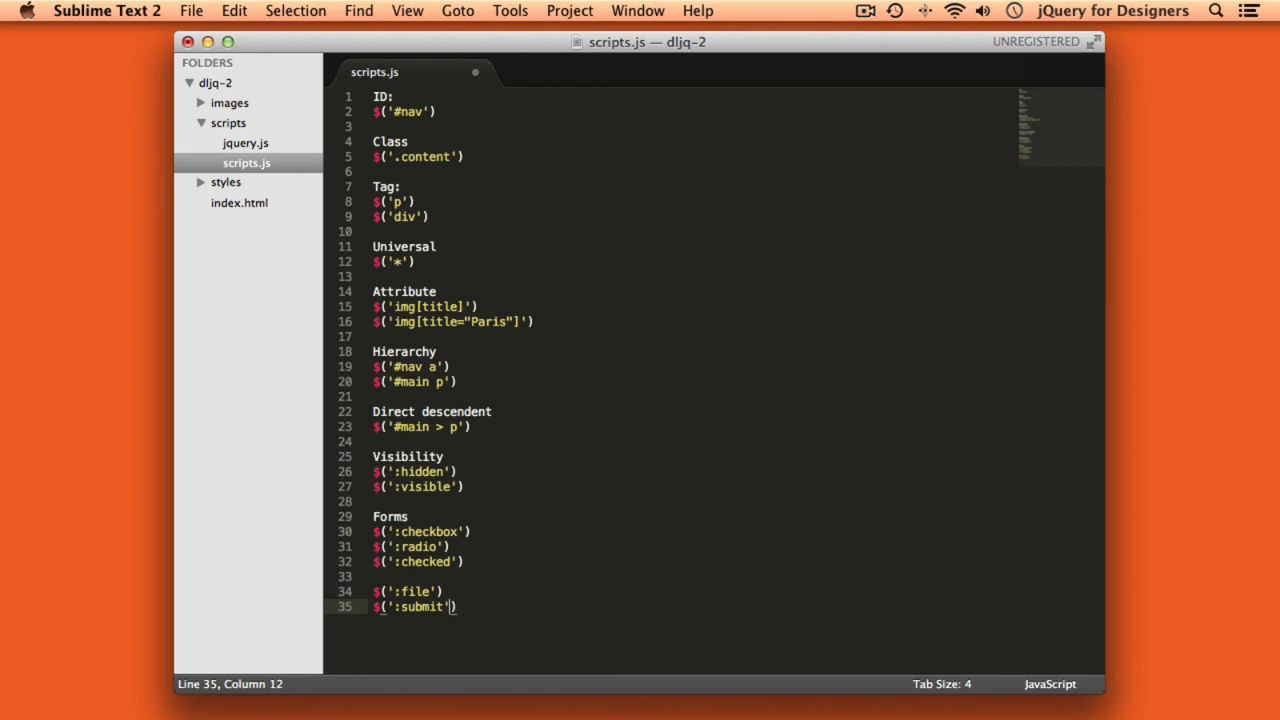 Sublime Text 2 File Edit Selection Find View Goto Tools Project Window Help jQuery for Designers
scripts.js — dljq-2 UNREGISTERED
FOLDERS
dljq-2
images
scripts
jquery.js
scripts.js
styles
index.html
scripts.js
1 ID:
2 $('#nav')
3
4 Class
5 $('.content')
6
7 Tag:
8 $('p')
9 $('div')
10
11 Universal
12 $('*')
13
14 Attribute
15 $('img[title]')
16 $('img[title="Paris"]')
17
18 Hierarchy
19 $('#nav a')
20 $('#main p')
21
22 Direct descendent
23 $('#main > p')
24
25 Visibility
26 $(':hidden')
27 $(':visible')
28
29 Forms
30 $(':checkbox')
31 $(':radio')
32 $(':checked')
33
34 $(':file')
35 $(':submit')
Line 35, Column 12 Tab Size: 4 JavaScript